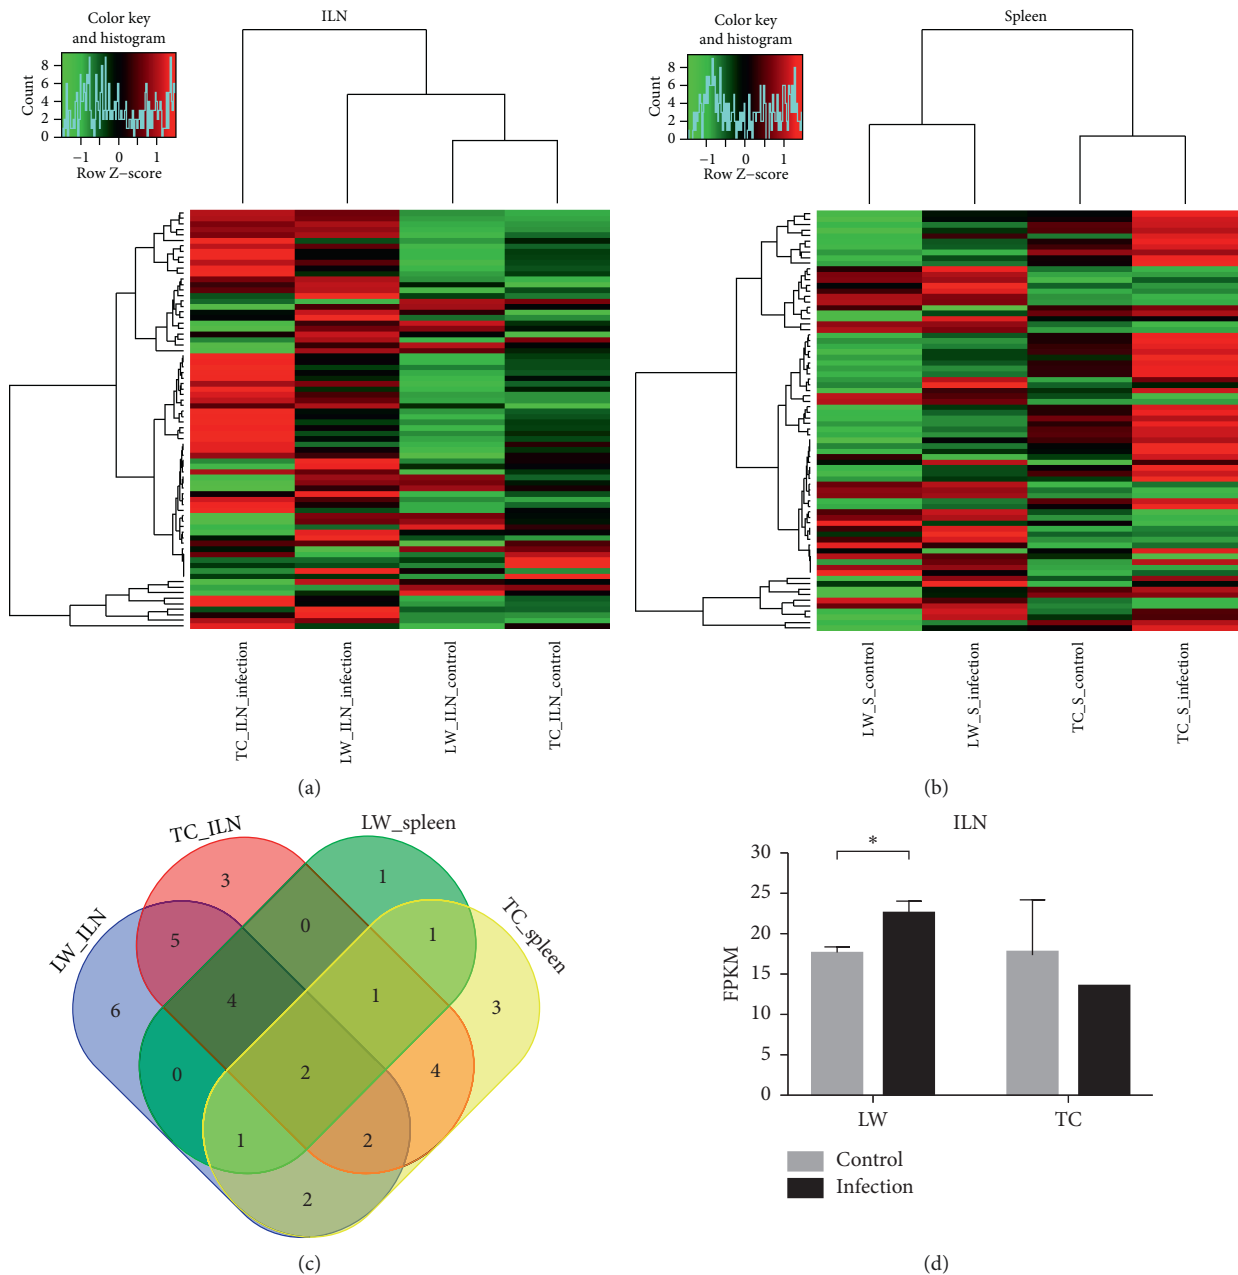 Color key
and histogram
ILN
Count
8
6
4
2
0
−1 0 1
Row Z−score
TC_ILN_infection
LW_ILN_infection
LW_ILN_control
TC_ILN_control
(a)
Color key
and histogram
Spleen
Count
8
6
4
2
0
−1 0 1
Row Z−score
LW_S_control
LW_S_infection
TC_S_control
TC_S_infection
(b)
LW_ILN
TC_ILN
LW_spleen
TC_spleen
3
1
5
0
1
6
4
1
3
0
2
4
1
2
2
(c)
ILN
FPKM
30
25
20
15
10
5
0
*
LW TC
Control
Infection
(d)